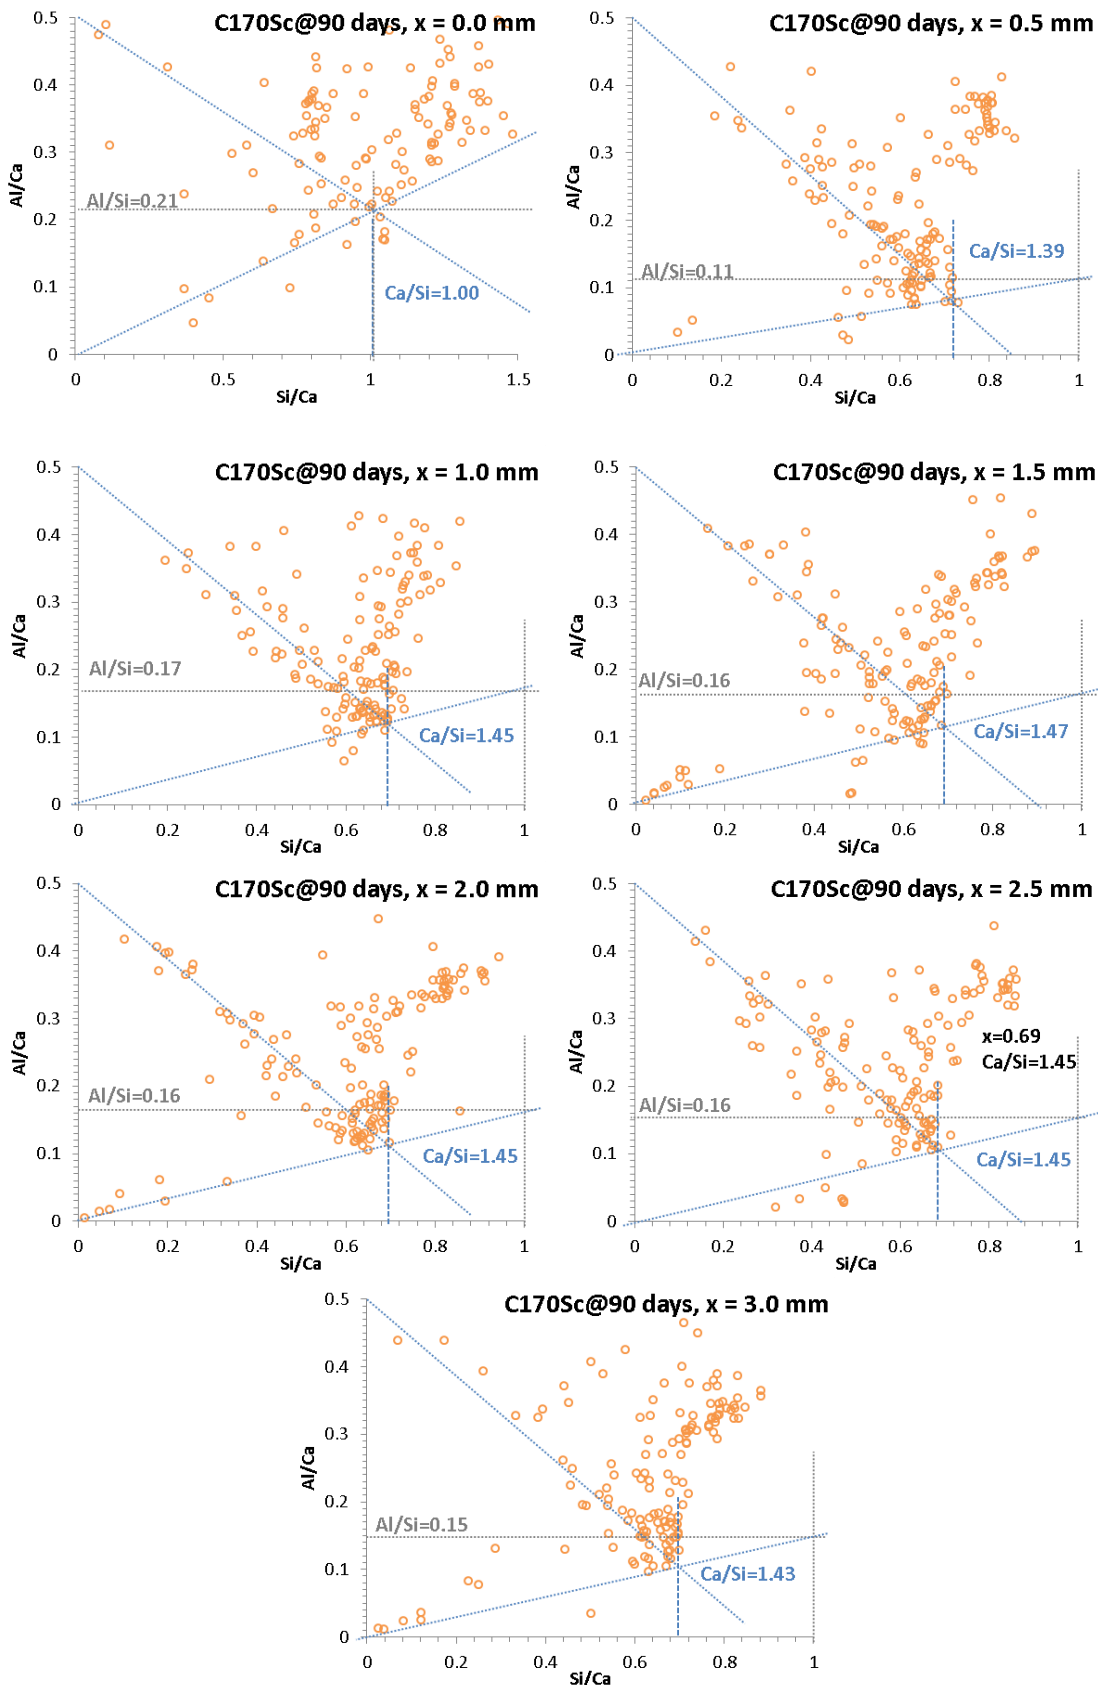 C170Sc@90 days, x = 0.0 mm
0.5
0.4
0.3
0.2
0.1
0
Al/Ca
Al/Si=0.21
Ca/Si=1.00
0 0.5 1 1.5
Si/Ca
C170Sc@90 days, x = 0.5 mm
0.5
0.4
0.3
0.2
0.1
0
Al/Ca
Ca/Si=1.39
Al/Si=0.11
0 0.2 0.4 0.6 0.8 1
Si/Ca
C170Sc@90 days, x = 1.0 mm
0.5
0.4
0.3
0.2
0.1
0
Al/Ca
Al/Si=0.17
Ca/Si=1.45
0 0.2 0.4 0.6 0.8 1
Si/Ca
C170Sc@90 days, x = 1.5 mm
0.5
0.4
0.3
0.2
0.1
0
Al/Ca
Al/Si=0.16
Ca/Si=1.47
0 0.2 0.4 0.6 0.8 1
Si/Ca
C170Sc@90 days, x = 2.0 mm
0.5
0.4
0.3
0.2
0.1
0
Al/Ca
Al/Si=0.16
Ca/Si=1.45
0 0.2 0.4 0.6 0.8 1
Si/Ca
C170Sc@90 days, x = 2.5 mm
0.5
0.4
0.3
0.2
0.1
0
Al/Ca
x=0.69
Ca/Si=1.45
Al/Si=0.16
Ca/Si=1.45
0 0.2 0.4 0.6 0.8 1
Si/Ca
C170Sc@90 days, x = 3.0 mm
0.5
0.4
0.3
0.2
0.1
0
Al/Ca
Al/Si=0.15
Ca/Si=1.43
0 0.2 0.4 0.6 0.8 1
Si/Ca